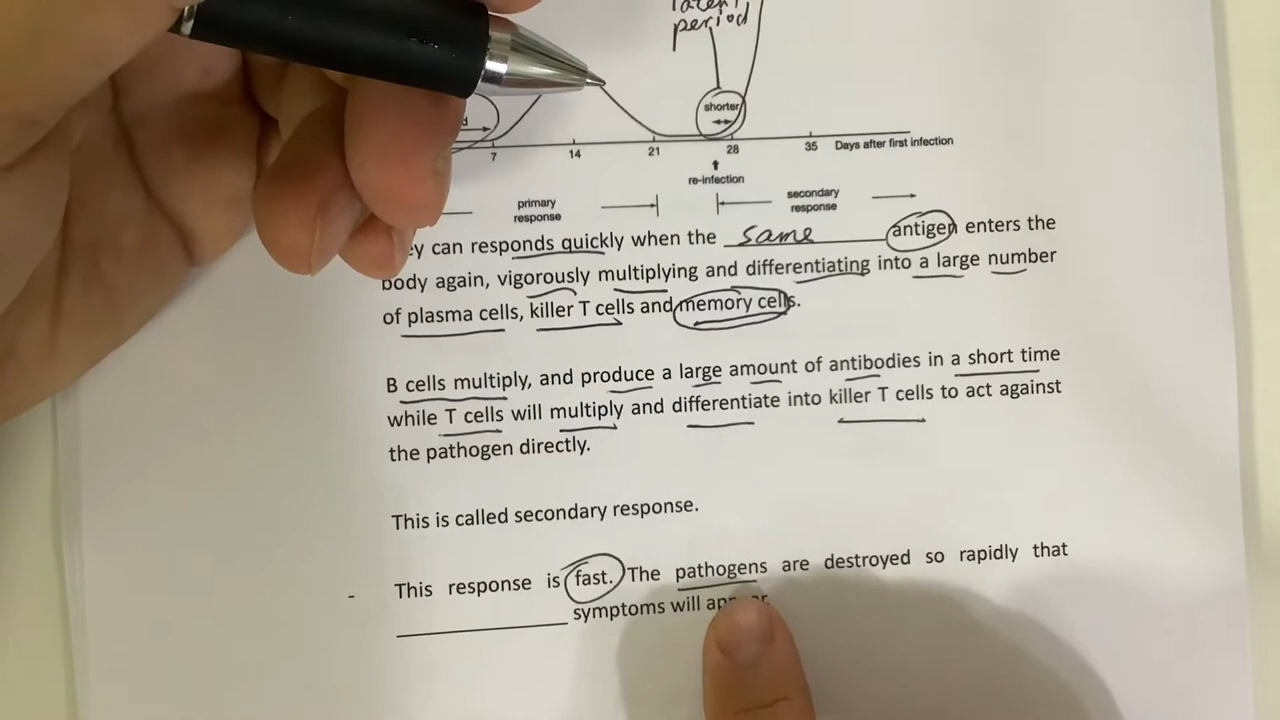 period
shorter
7 14 21 28 35 Days after first infection
re-infection
primary response
secondary response
can responds quickly when the same antigen enters the
body again, vigorously multiplying and differentiating into a large number
of plasma cells, killer T cells and memory cells.
B cells multiply, and produce a large amount of antibodies in a short time
while T cells will multiply and differentiate into killer T cells to act against
the pathogen directly.
This is called secondary response.
- This response is fast. The pathogens are destroyed so rapidly that
symptoms will